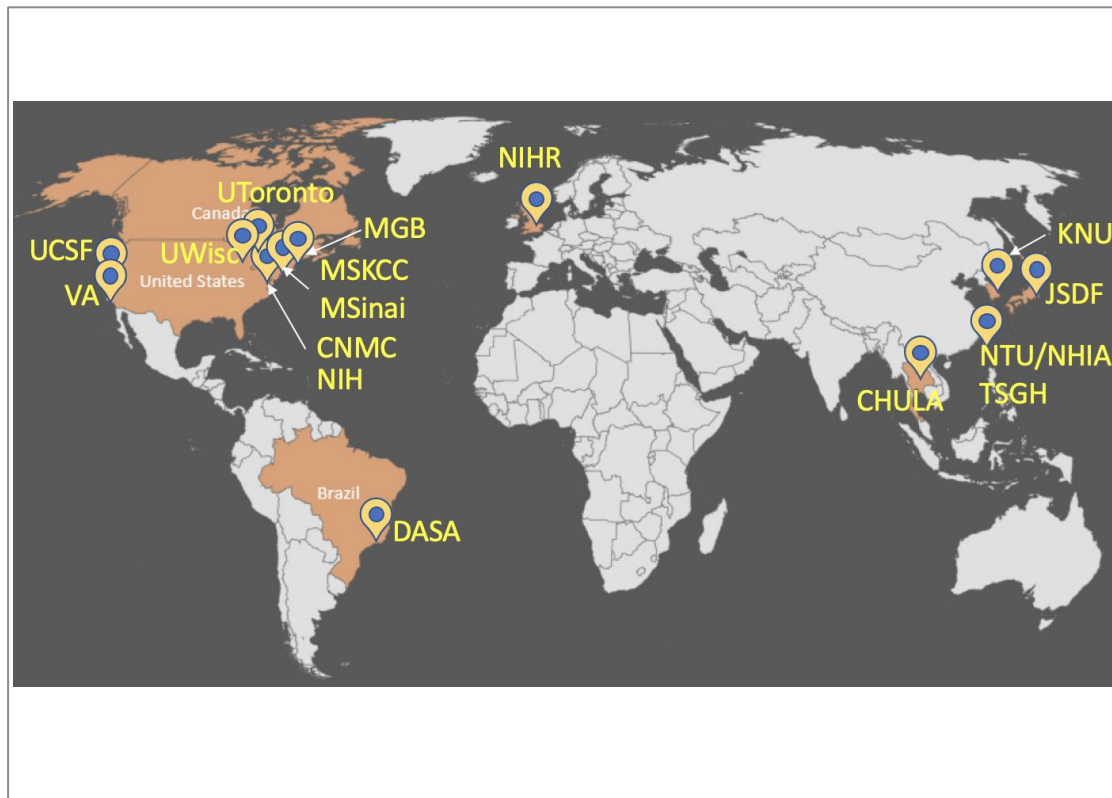 NIHR
UToronto
Canada
MGB
KNU
UCSF
UWisc
MSKCC
VA
United States
JSDF
MSinai
CNMC
NIH
NTU/NHIA
TSGH
CHULA
Brazil
DASA